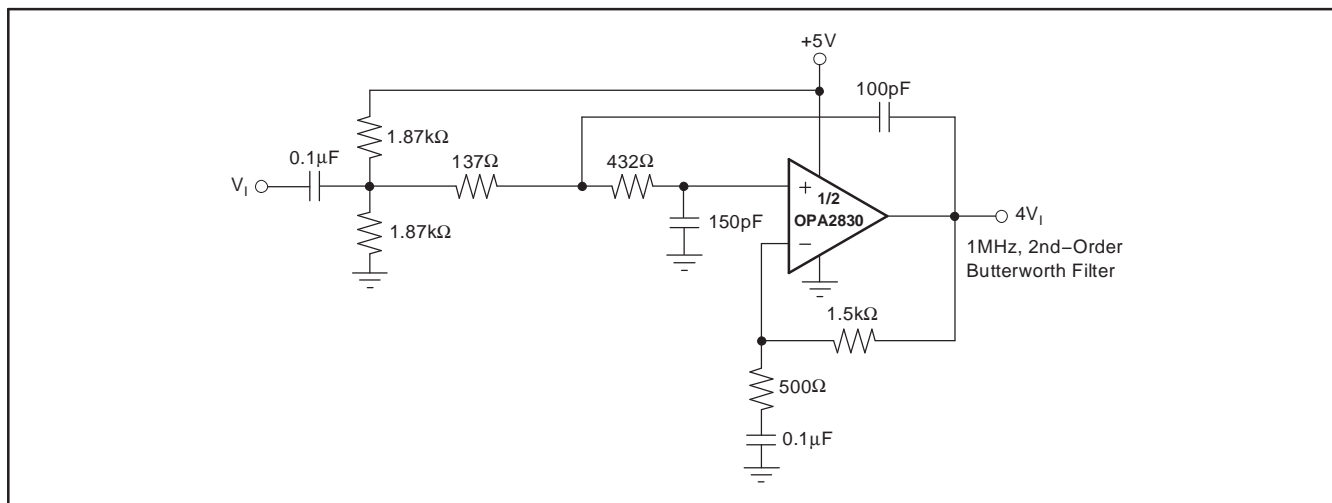 +5V
100pF
1.87kΩ
0.1µF
137Ω
432Ω
V_I
+
1/2
OPA2830
−
150pF
1.87kΩ
4V_I
1MHz, 2nd−Order
Butterworth Filter
1.5kΩ
500Ω
0.1µF